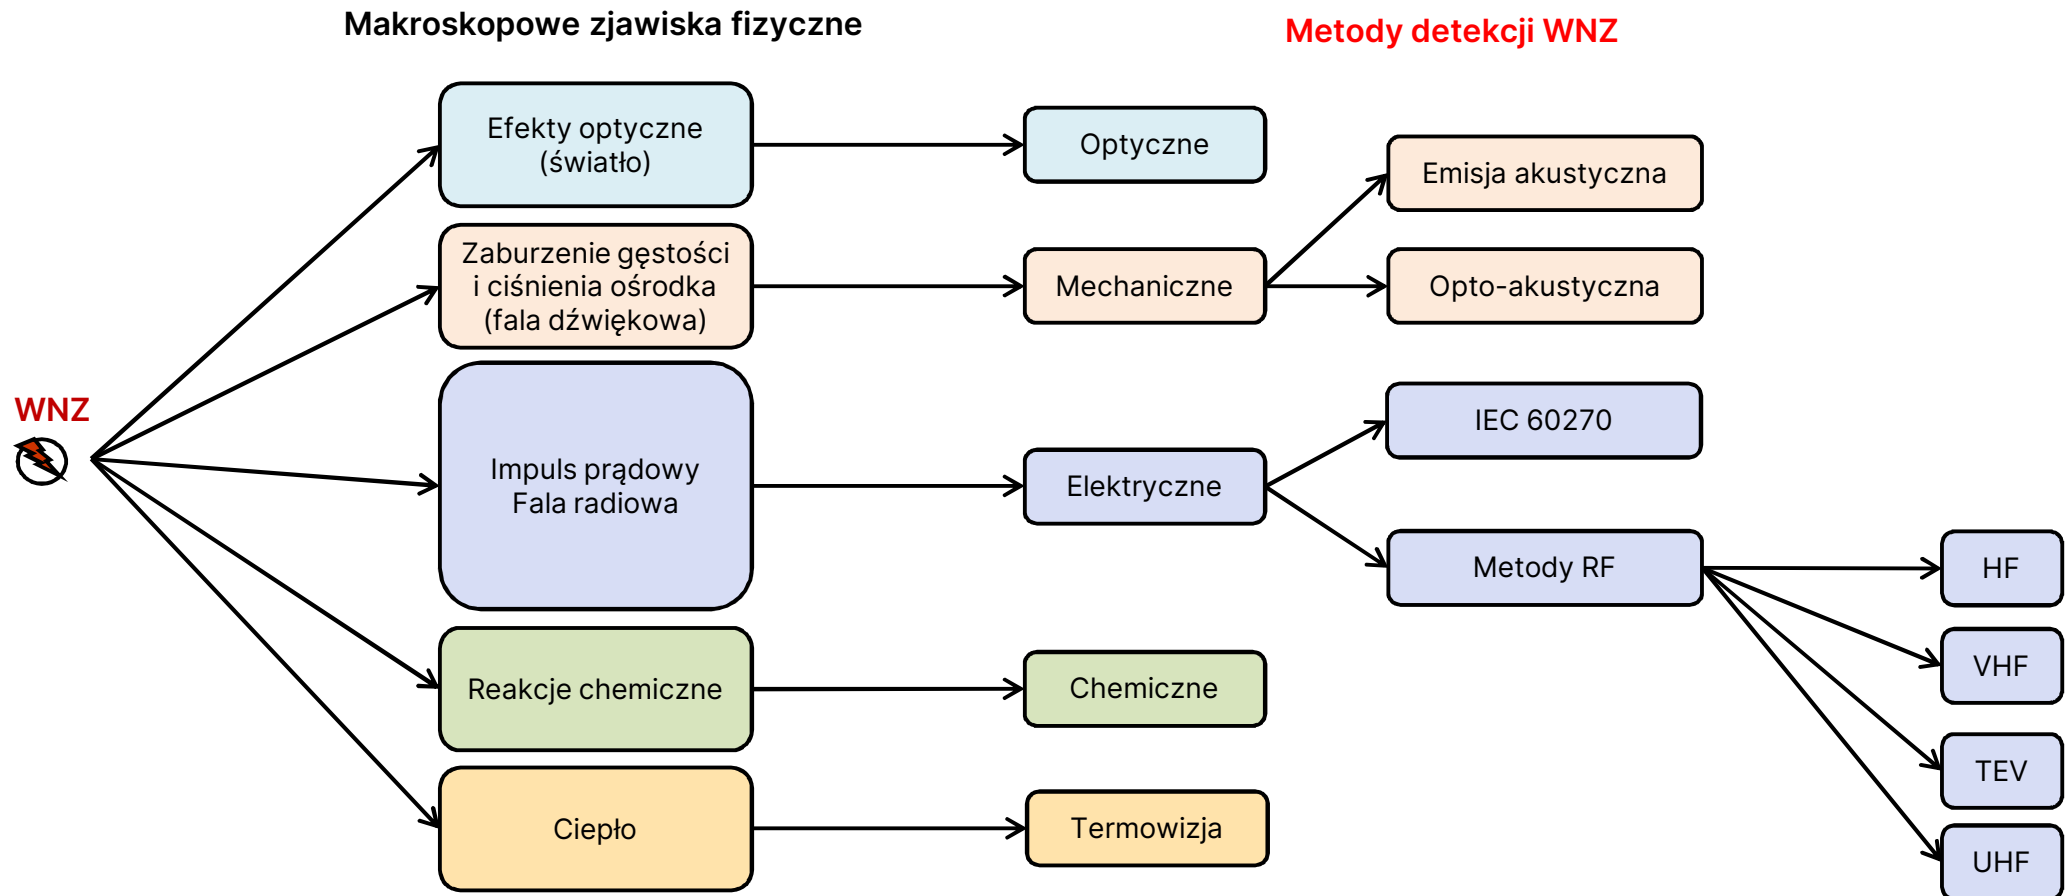 Makroskopowe zjawiska fizyczne
Metody detekcji WNZ
WNZ
Efekty optyczne
(światło)
Optyczne
Zaburzenie gęstości
i ciśnienia ośrodka
(fala dźwiękowa)
Mechaniczne
Emisja akustyczna
Opto-akustyczna
Impuls prądowy
Fala radiowa
Elektryczne
IEC 60270
Metody RF
HF
VHF
TEV
UHF
Reakcje chemiczne
Chemiczne
Ciepło
Termowizja